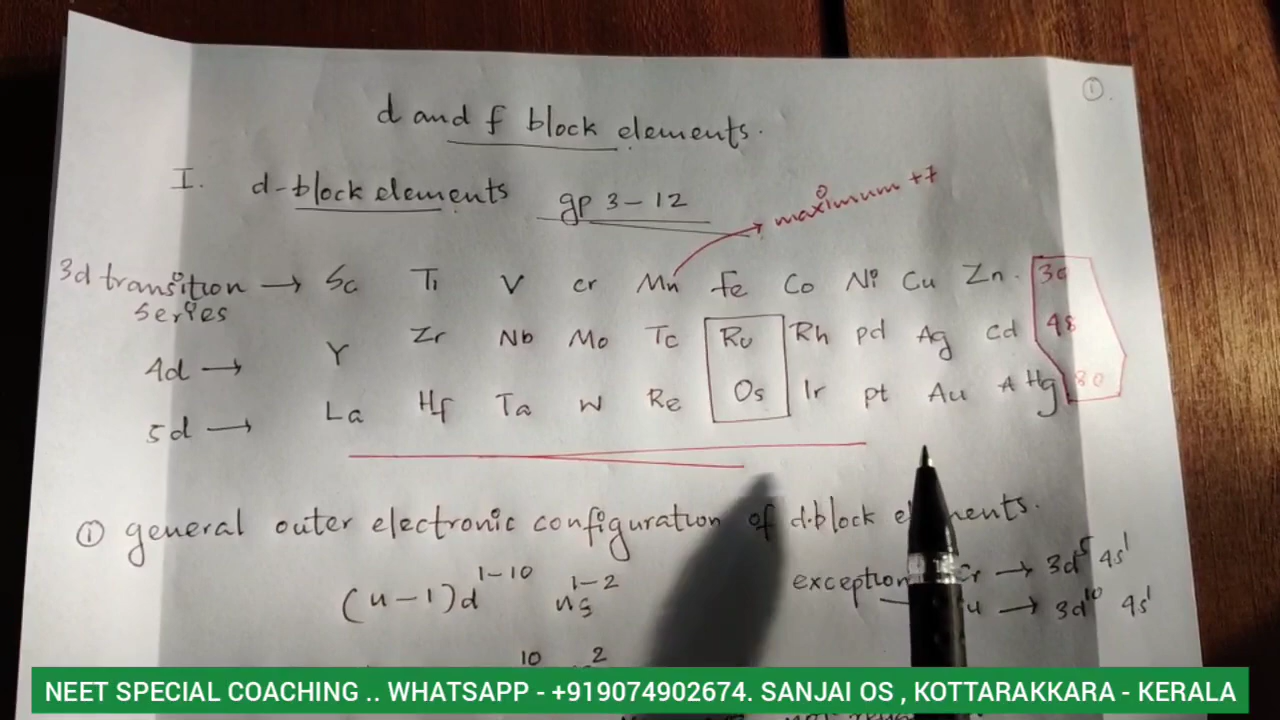 ①
d and f block elements.
I. d-block elements gp 3-12
maximum +7
3d transition series → Sc Ti V Cr Mn Fe Co Ni Cu Zn. 30
4d → Y Zr Nb Mo Tc Ru Rh Pd Ag Cd 48
5d → La Hf Ta W Re Os Ir Pt Au Hg 80
① general outer electronic configuration of d-block elements.
(n-1)d¹⁻¹⁰ ns¹⁻²
exception Cr → 3d⁵ 4s¹
Cu → 3d¹⁰ 4s¹
10 2
NEET SPECIAL COACHING .. WHATSAPP - +919074902674. SANJAI OS , KOTTARAKKARA - KERALA